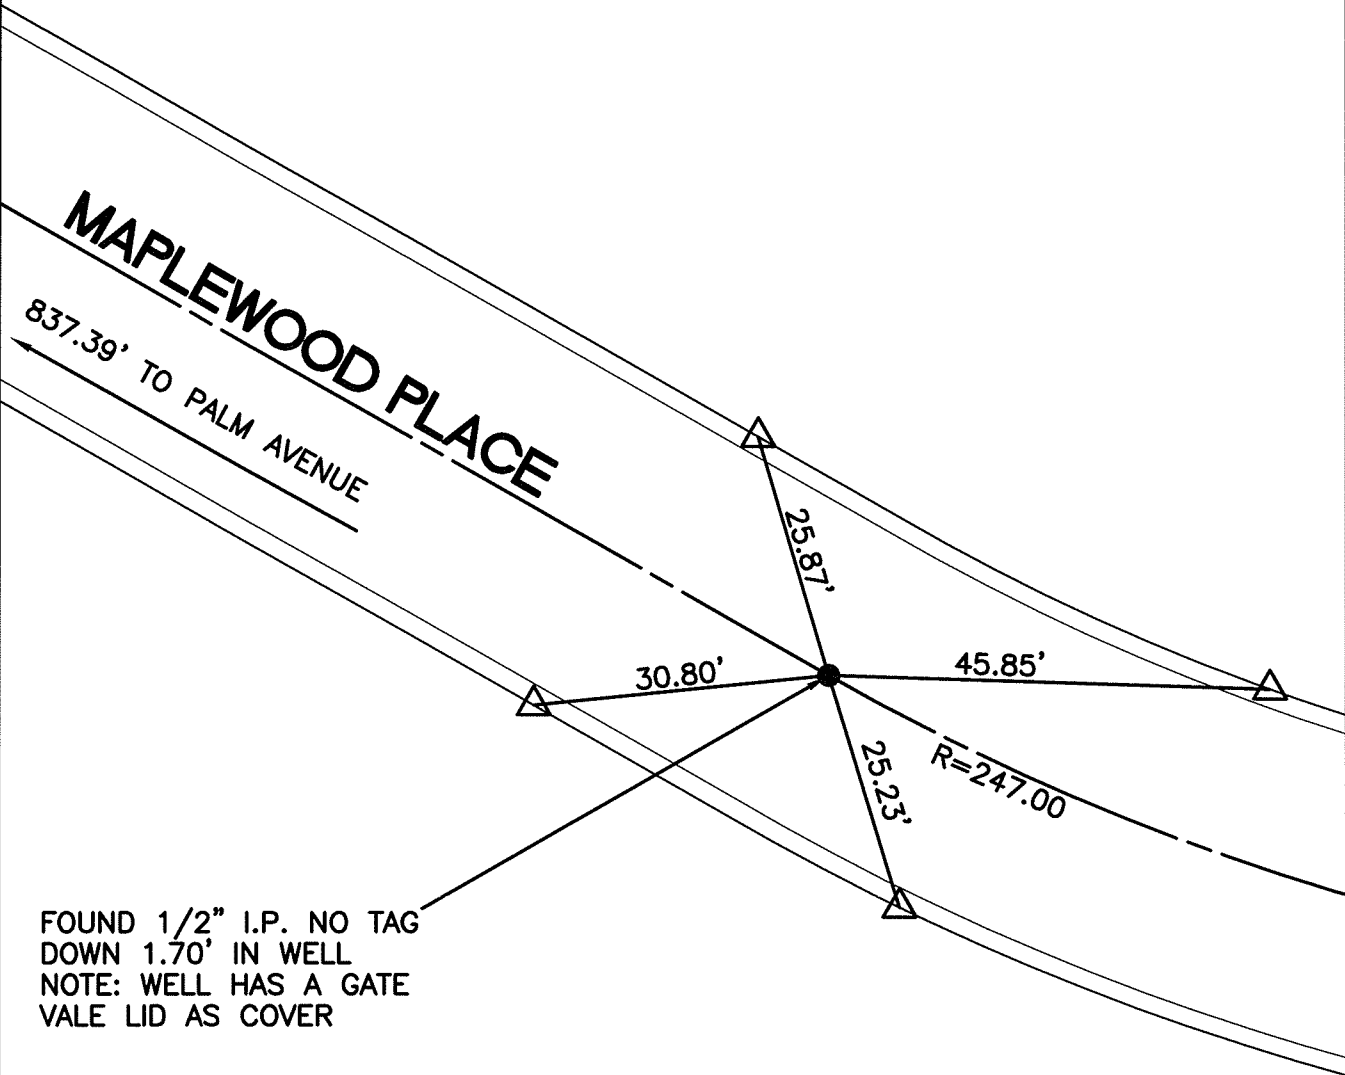 MAPLEWOOD PLACE
837.39' TO PALM AVENUE
25.87'
30.80'
45.85'
25.23'
R=247.00
FOUND 1/2" I.P. NO TAG
DOWN 1.70' IN WELL
NOTE: WELL HAS A GATE
VALE LID AS COVER